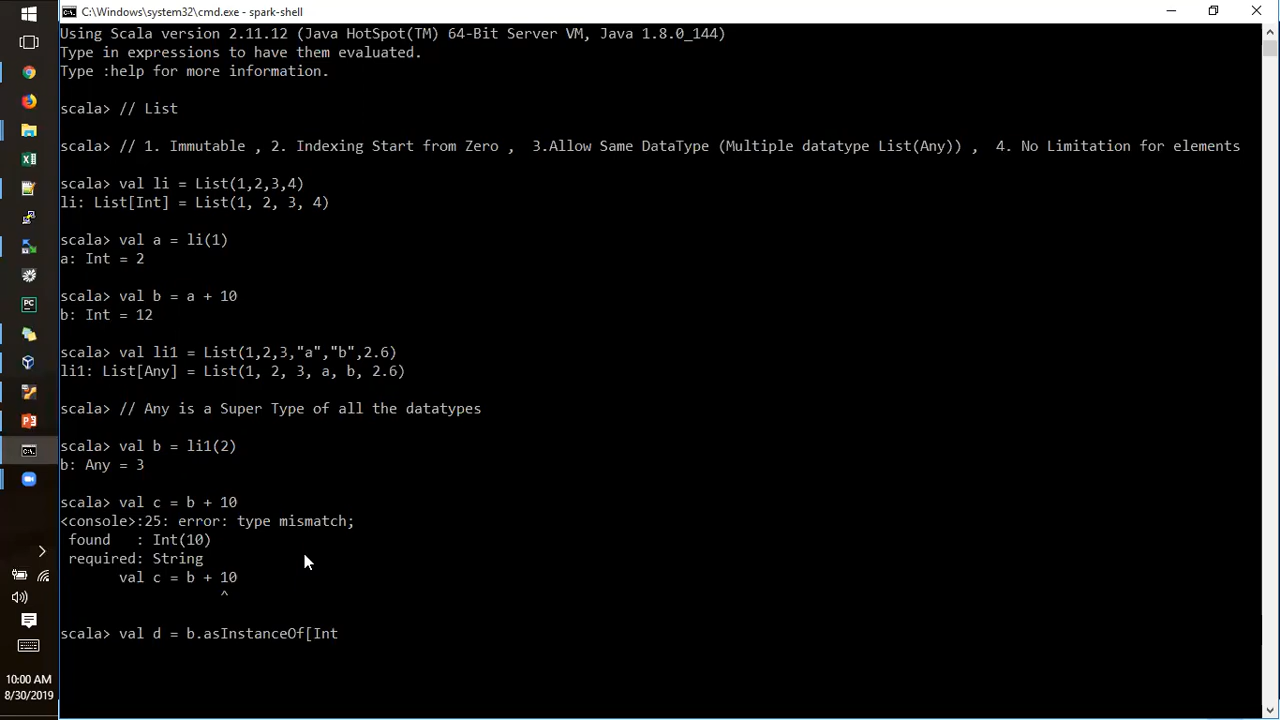 C:\Windows\system32\cmd.exe - spark-shell
Using Scala version 2.11.12 (Java HotSpot(TM) 64-Bit Server VM, Java 1.8.0_144)
Type in expressions to have them evaluated.
Type :help for more information.
scala> // List
scala> // 1. Immutable , 2. Indexing Start from Zero ,  3.Allow Same DataType (Multiple datatype List(Any)) ,  4. No Limitation for elements
scala> val li = List(1,2,3,4)
li: List[Int] = List(1, 2, 3, 4)
scala> val a = li(1)
a: Int = 2
scala> val b = a + 10
b: Int = 12
scala> val li1 = List(1,2,3,"a","b",2.6)
li1: List[Any] = List(1, 2, 3, a, b, 2.6)
scala> // Any is a Super Type of all the datatypes
scala> val b = li1(2)
b: Any = 3
scala> val c = b + 10
<console>:25: error: type mismatch;
 found   : Int(10)
 required: String
       val c = b + 10
                   ^
scala> val d = b.asInstanceOf[Int
PC
10:00 AM
8/30/2019